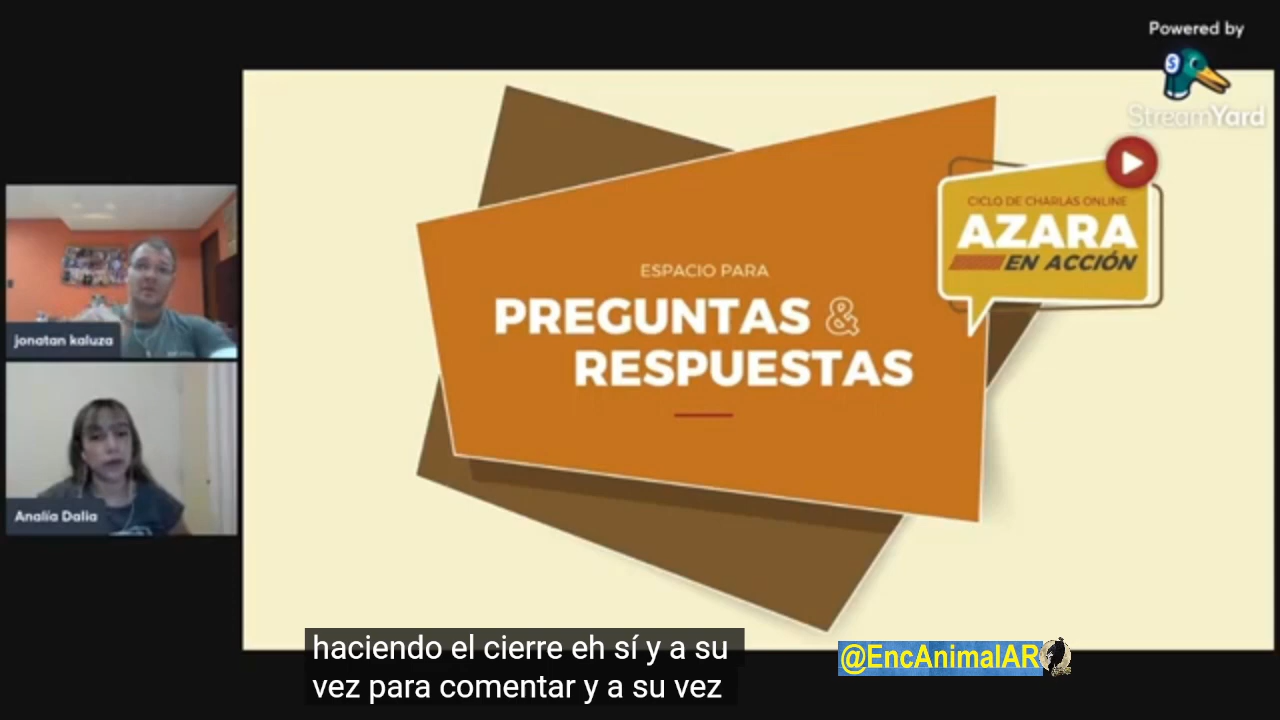 Powered by
StreamYard
CICLO DE CHARLAS ONLINE
AZARA
EN ACCIÓN
ESPACIO PARA
PREGUNTAS &
RESPUESTAS
jonatan kaluza
Analía Dalia
haciendo el cierre eh sí y a su
vez para comentar y a su vez
@EncAnimalAR